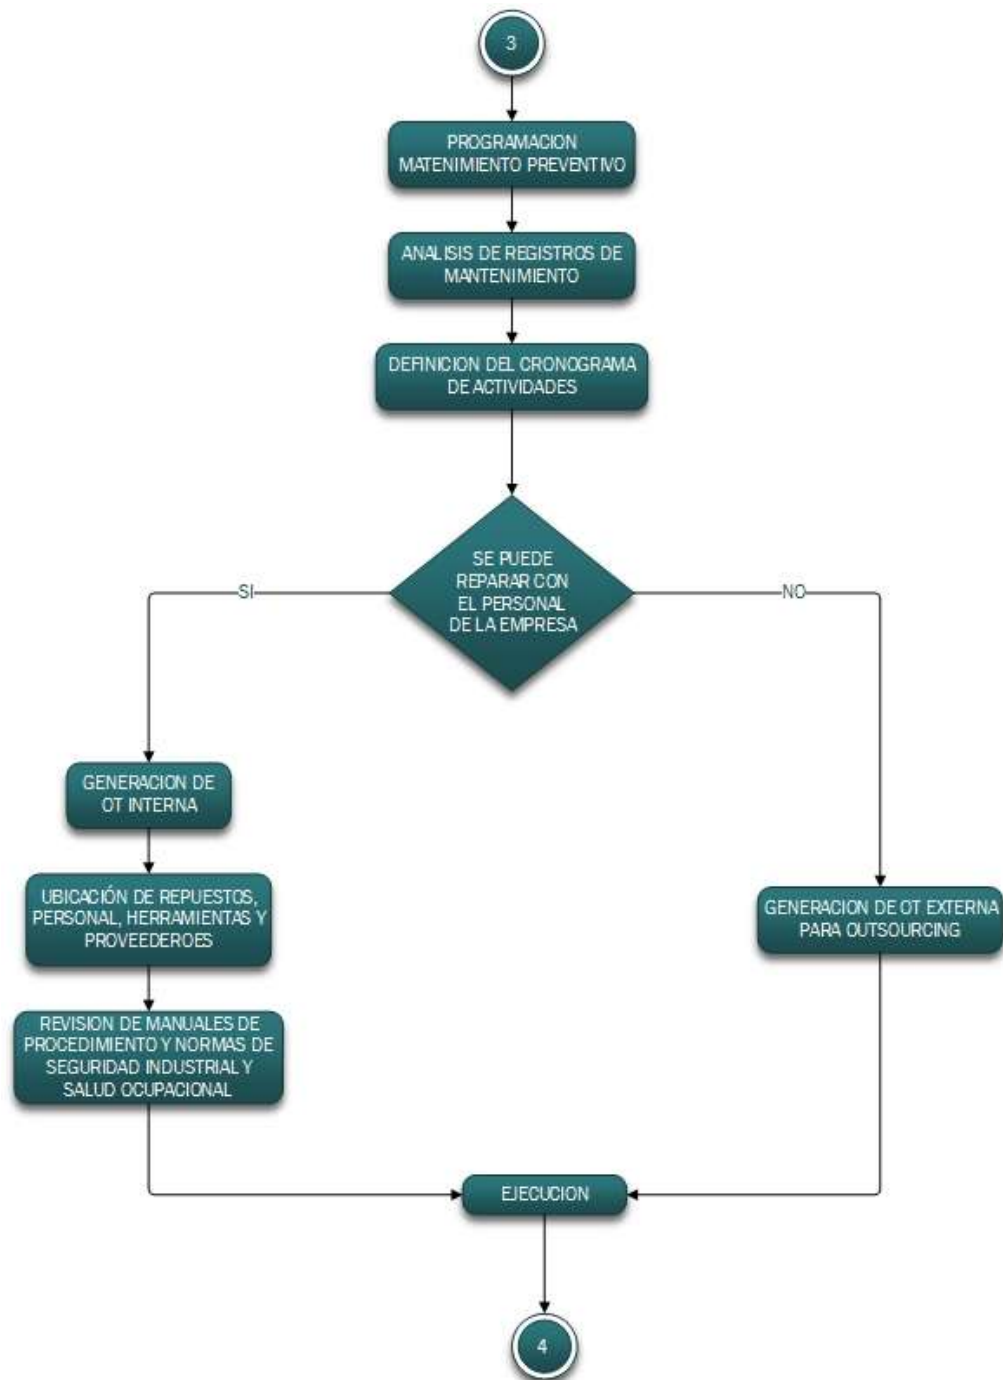 3
PROGRAMACION
MATENIMIENTO PREVENTIVO
ANALISIS DE REGISTROS DE
MANTENIMIENTO
DEFINICION DEL CRONOGRAMA
DE ACTIVIDADES
SE PUEDE
REPARAR CON
EL PERSONAL
DE LA EMPRESA
SI
NO
GENERACION DE
OT INTERNA
UBICACIÓN DE REPUESTOS,
PERSONAL, HERRAMIENTAS Y
PROVEEDEROES
GENERACION DE OT EXTERNA
PARA OUTSOURCING
REVISION DE MANUALES DE
PROCEDIMIENTO Y NORMAS DE
SEGURIDAD INDUSTRIAL Y
SALUD OCUPACIONAL
EJECUCION
4